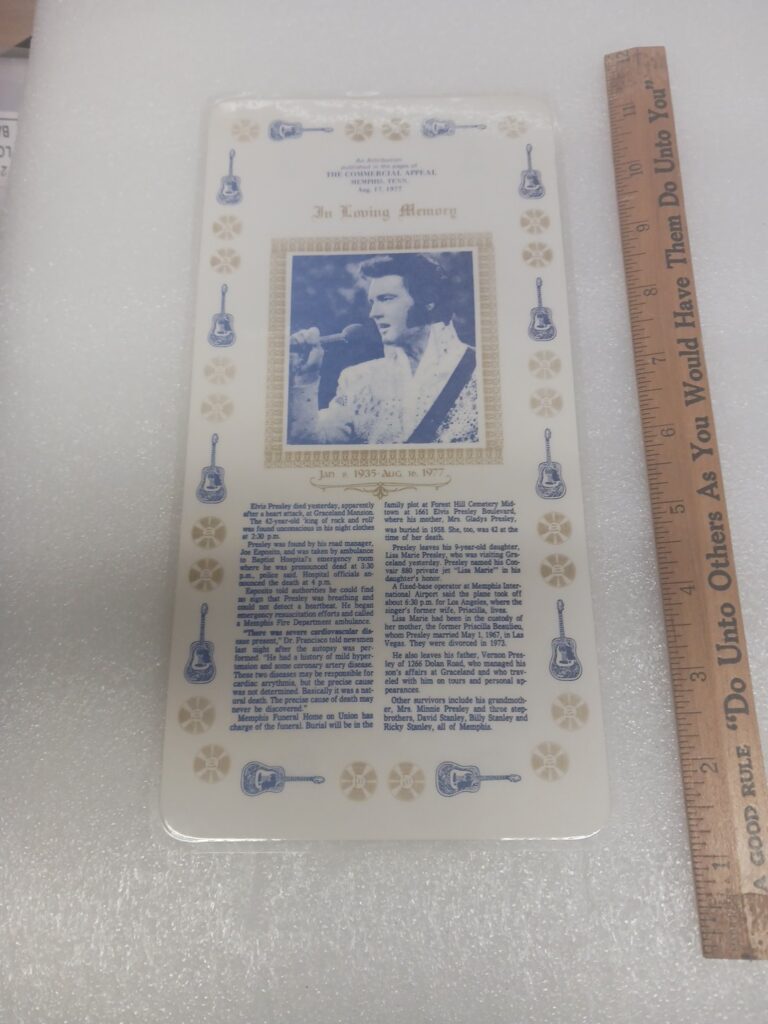 An Attribution
published in the pages of
THE COMMERCIAL APPEAL
MEMPHIS, TENN.
Aug. 17, 1977
In Loving Memory
Jan 8, 1935-Aug. 16, 1977
Elvis Presley died yesterday, apparently
after a heart attack, at Graceland Mansion.
The 42-year-old 'king of rock and roll'
was found unconscious in his night clothes
at 2:30 p.m.
Presley was found by his road manager,
Joe Esposito, and was taken by ambulance
to Baptist Hospital's emergency room
where he was pronounced dead at 3:30
p.m., police said. Hospital officials an-
nounced the death at 4 p.m.
Esposito told authorities he could find
no sign that Presley was breathing and
could not detect a heartbeat. He began
emergency resuscitation efforts and called
a Memphis Fire Department ambulance.
"There was severe cardiovascular dis-
ease present," Dr. Francisco told newsmen
last night after the autopsy was per-
formed. "He had a history of mild hyper-
tension and some coronary artery disease.
These two diseases may be responsible for
cardiac arrythmia, but the precise cause
was not determined. Basically it was a nat-
ural death. The precise cause of death may
never be discovered."
Memphis Funeral Home on Union has
charge of the funeral. Burial will be in the
family plot at Forest Hill Cemetery Mid-
town at 1661 Elvis Presley Boulevard,
where his mother, Mrs. Gladys Presley,
was buried in 1958. She, too, was 42 at the
time of her death.
Presley leaves his 9-year-old daughter,
Lisa Marie Presley, who was visiting Gra-
celand yesterday. Presley named his Con-
vair 880 private jet "Lisa Marie" in his
daughter's honor.
A fixed-base operator at Memphis Inter-
national Airport said the plane took off
about 6:30 p.m. for Los Angeles, where the
singer's former wife, Priscilla, lives.
Lisa Marie had been in the custody of
her mother, the former Priscilla Beaulieu,
whom Presley married May 1, 1967, in Las
Vegas. They were divorced in 1973.
He also leaves his father, Vernon Pres-
ley of 1266 Dolan Road, who managed his
son's affairs at Graceland and who trav-
eled with him on tours and personal ap-
pearances.
Other survivors include his grandmoth-
er, Mrs. Minnie Presley and three step-
brothers, David Stanley, Billy Stanley and
Ricky Stanley, all of Memphis.
A GOOD RULE "Do Unto Others As You Would Have Them Do Unto You"
1 2 3 4 5 6 7 8 9 10 11 12